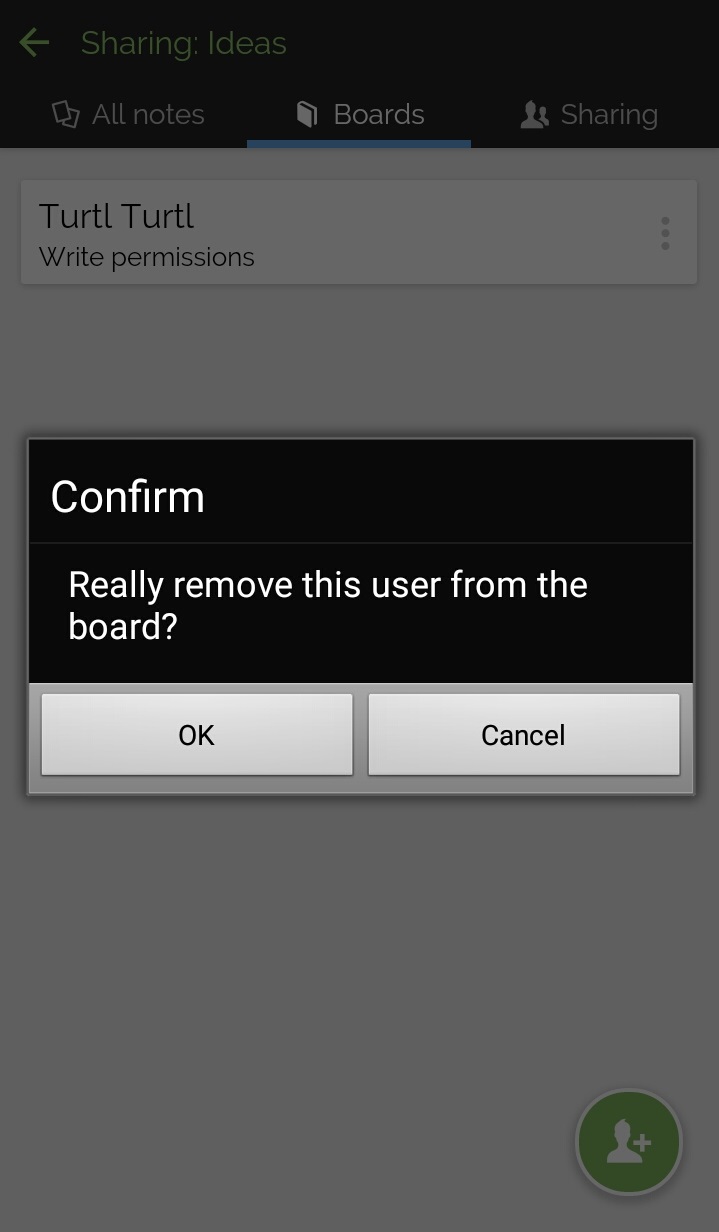 Sharing: Ideas
All notes
Boards
Sharing
Turtl Turtl
Write permissions
Confirm
Really remove this user from the
board?
OK
Cancel